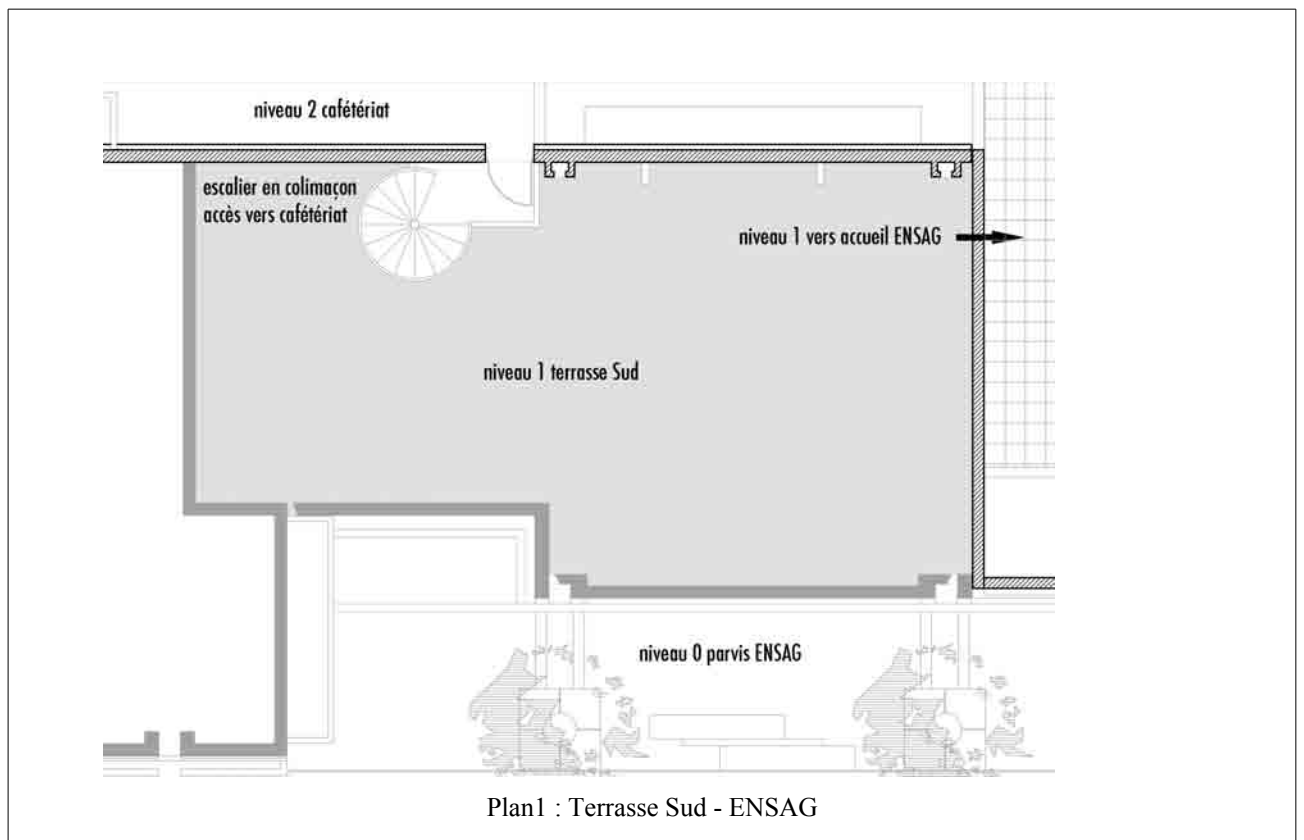 niveau 2 cafétériat
escalier en colimaçon
accès vers cafétériat
niveau 1 vers accueil ENSAG
niveau 1 terrasse Sud
niveau 0 parvis ENSAG
Plan1 : Terrasse Sud - ENSAG